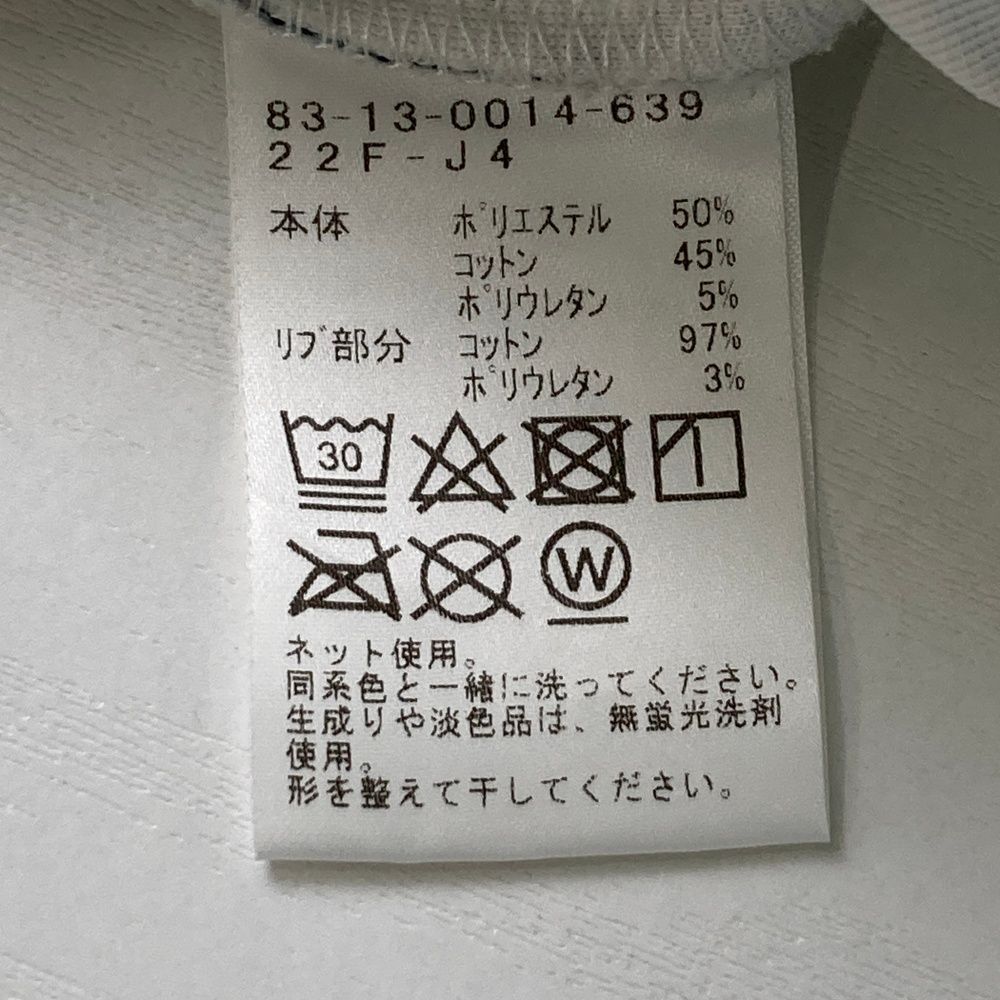 83-13-0014-639
22F-J4
本体 ポリエステル 50%
コットン 45%
ポリウレタン 5%
リブ部分 コットン 97%
ポリウレタン 3%
30
W
ネット使用。
同系色と一緒に洗ってください。
生成りや淡色品は、無蛍光洗剤
使用。
形を整えて干してください。